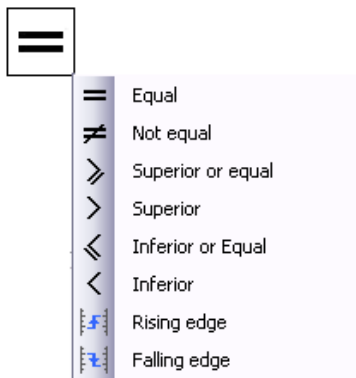 =
= Equal
≠ Not equal
⩾ Superior or equal
> Superior
⩽ Inferior or Equal
< Inferior
Rising edge
Falling edge